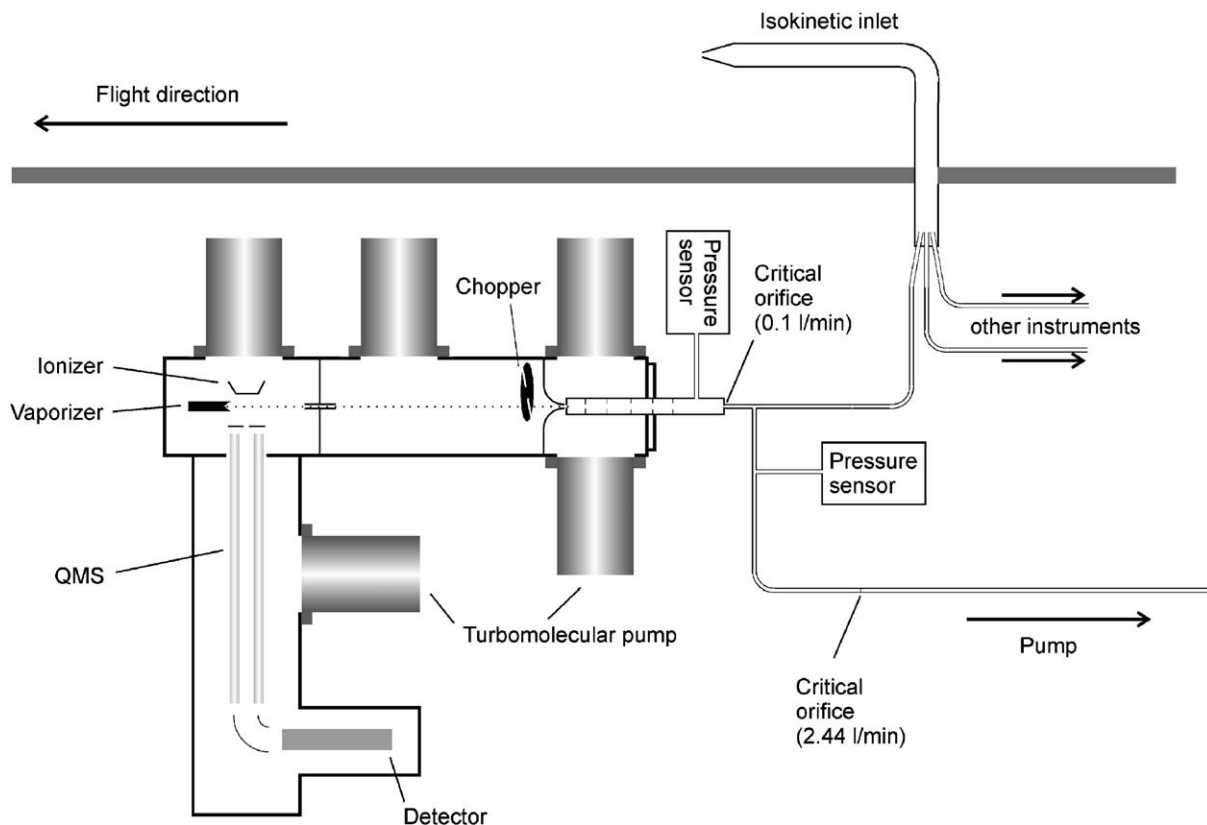 Isokinetic inlet
Flight direction
Pressure
sensor
Critical
orifice
(0.1 l/min)
Chopper
other instruments
Ionizer
Vaporizer
Pressure
sensor
QMS
Turbomolecular pump
Pump
Critical
orifice
(2.44 l/min)
Detector